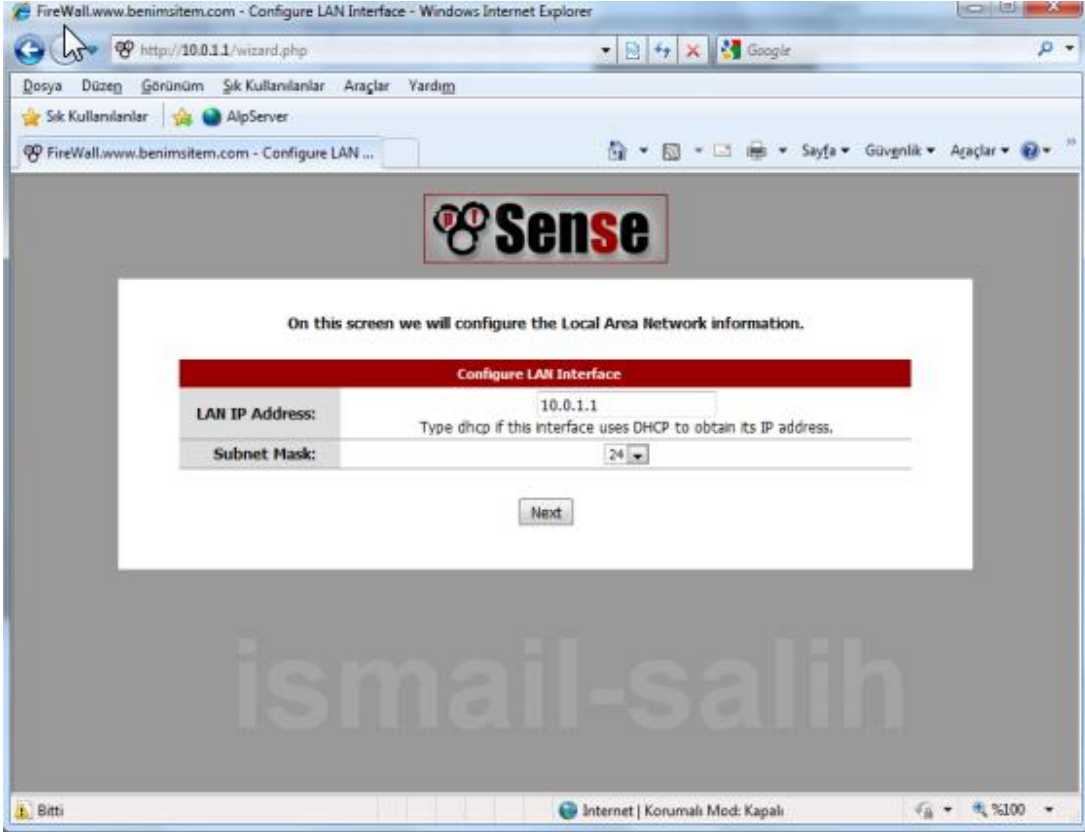 FireWall.www.benimsitem.com - Configure LAN Interface - Windows Internet Explorer
http://10.0.1.1/wizard.php
Google
Dosya Düzen Görünüm Sık Kullanılanlar Araçlar Yardım
Sık Kullanılanlar AlpServer
FireWall.www.benimsitem.com - Configure LAN ... Sayfa Güvenlik Araçlar
pf Sense
On this screen we will configure the Local Area Network information.
Configure LAN Interface
LAN IP Address: 10.0.1.1
Type dhcp if this interface uses DHCP to obtain its IP address.
Subnet Mask: 24
Next
ismail-salih
Bitti İnternet | Korumalı Mod: Kapalı %100